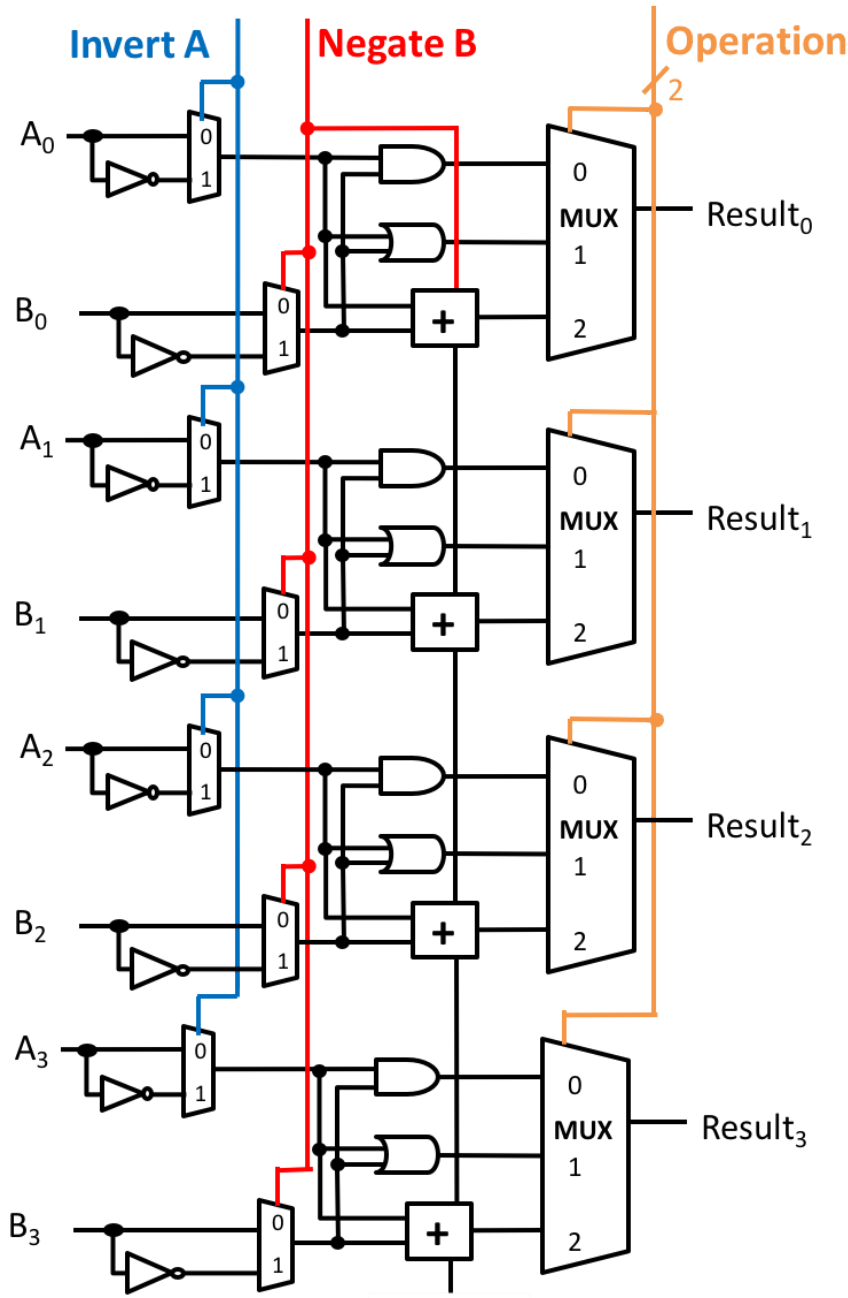 Invert A Negate B Operation
2
A₀ 0
1
0
MUX
1
2
Result₀
B₀ 0
1
+
A₁ 0
1
0
MUX
1
2
Result₁
B₁ 0
1
+
A₂ 0
1
0
MUX
1
2
Result₂
B₂ 0
1
+
A₃ 0
1
0
MUX
1
2
Result₃
B₃ 0
1
+